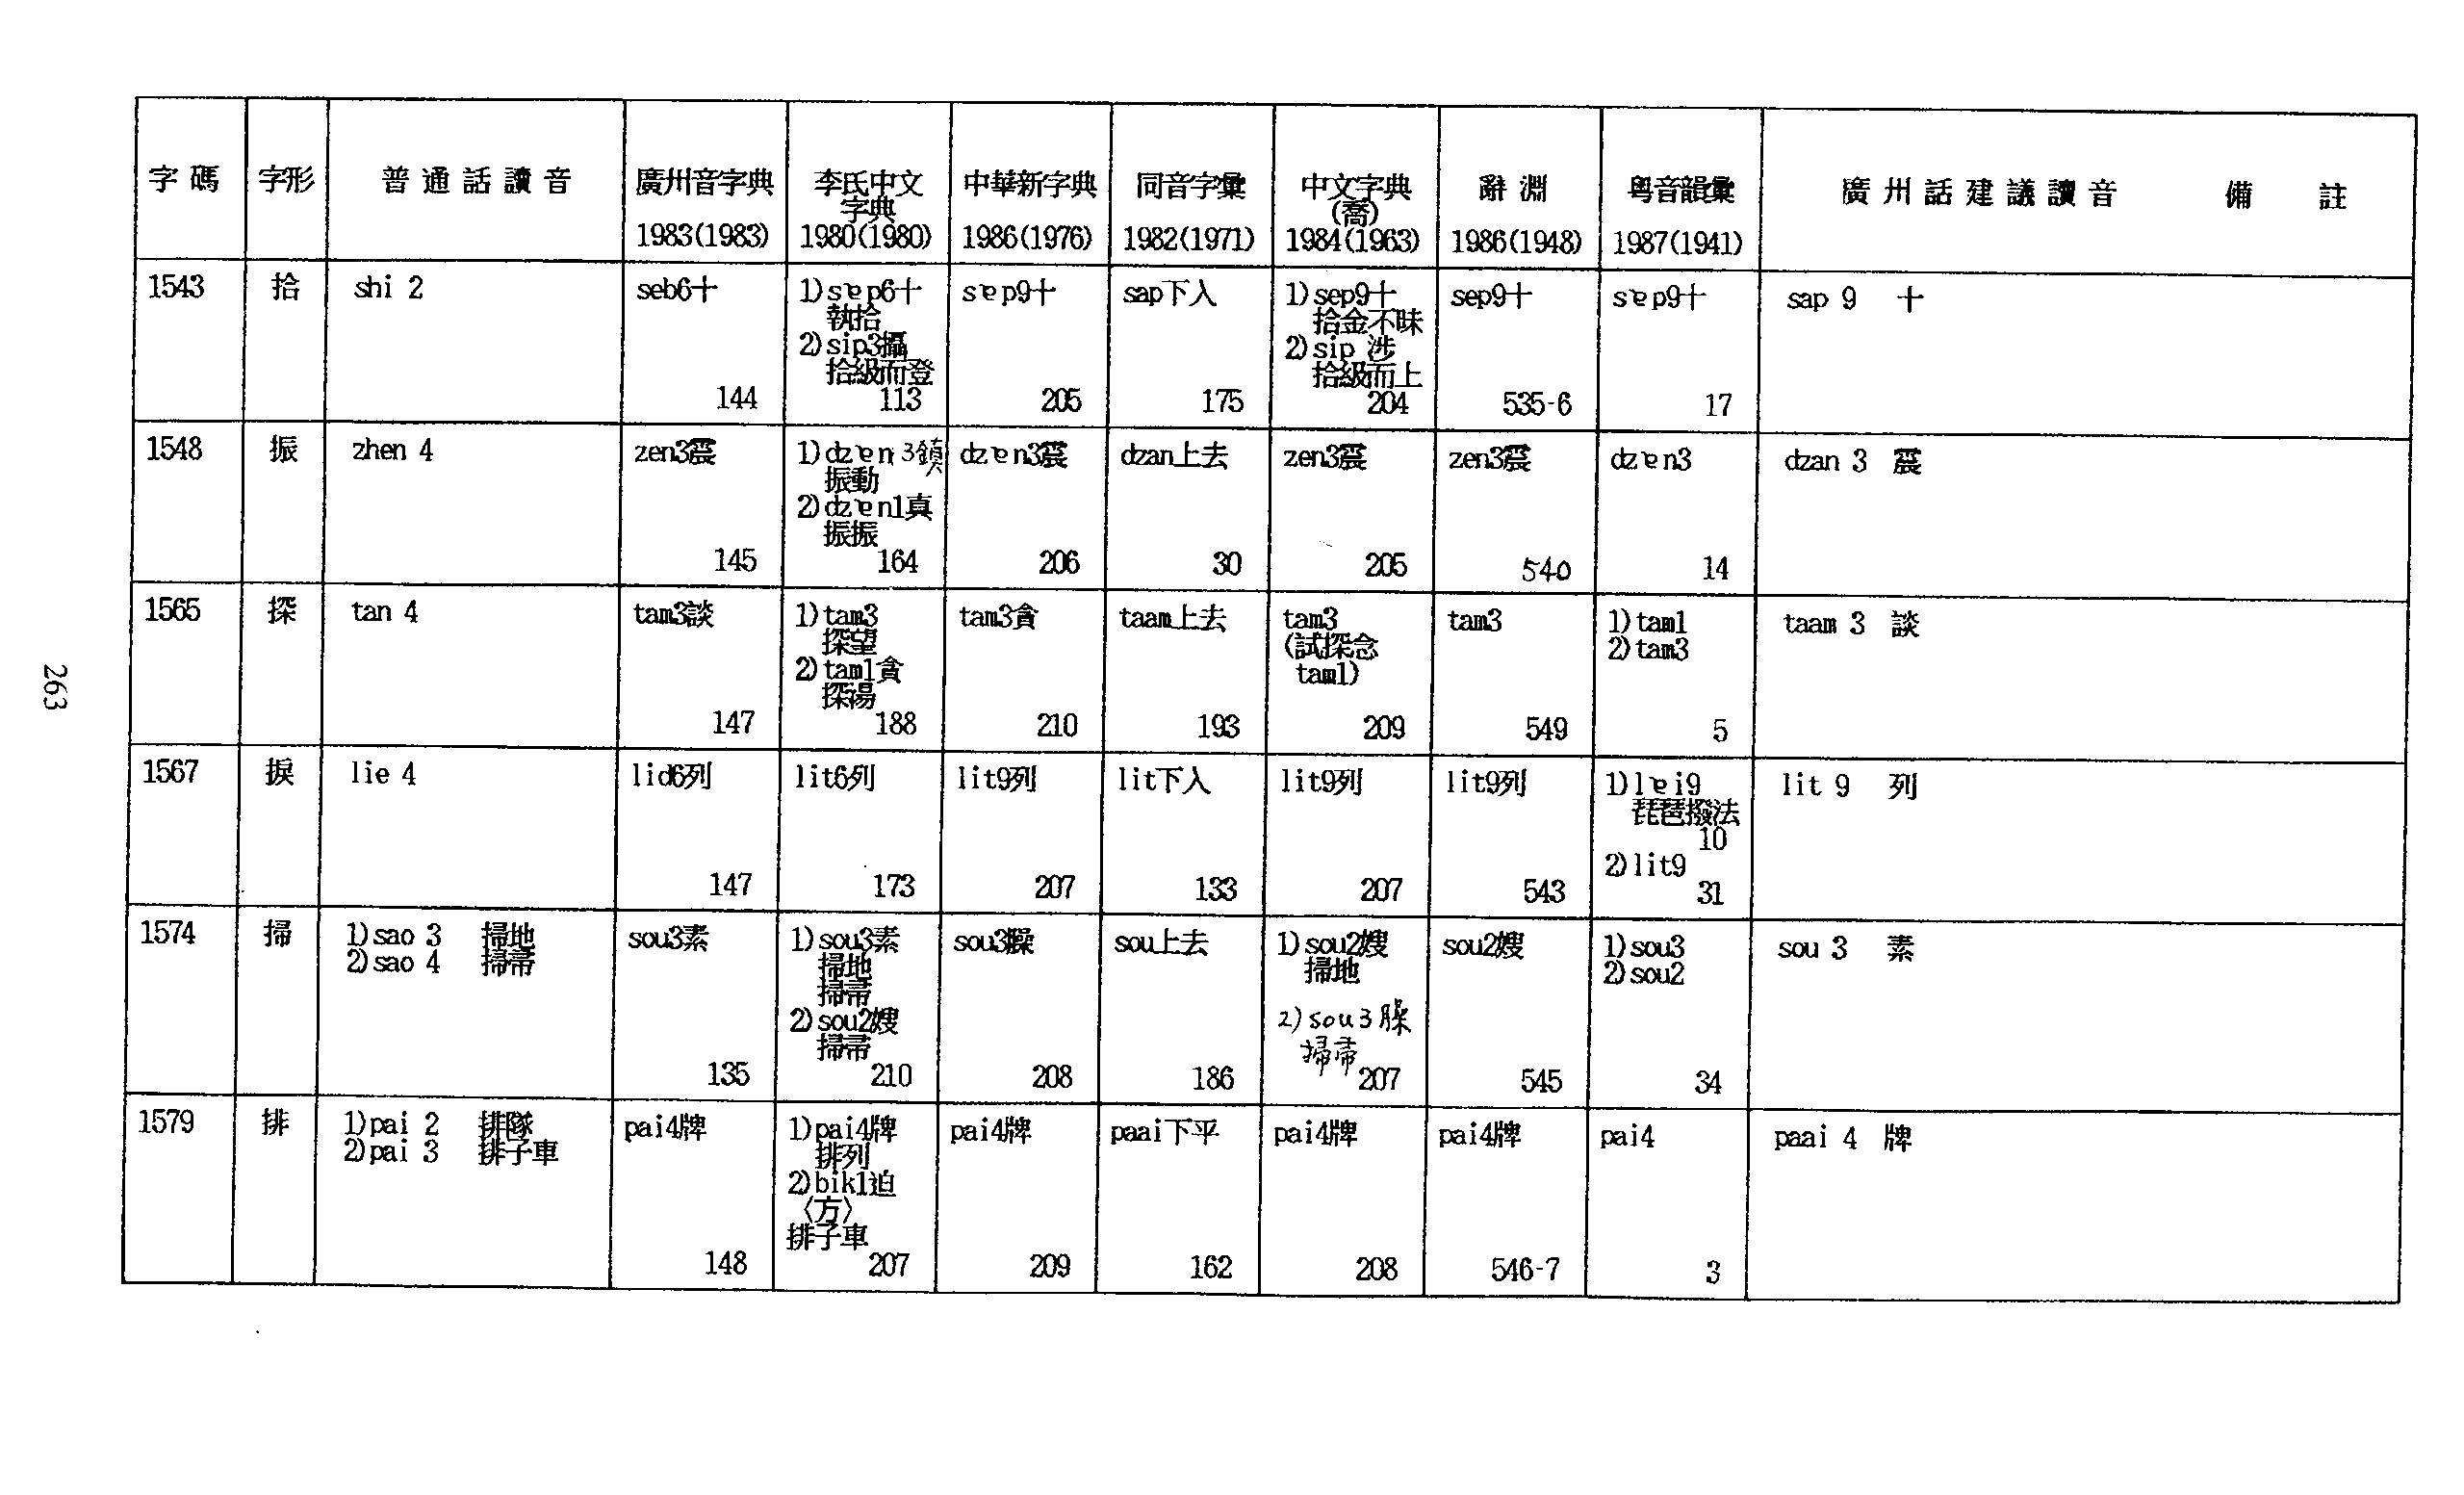 字碼 字形 普通話讀音 廣州音字典 1983(1983) 李氏中文字典 1980(1980) 中華新字典 1986(1976) 同音字彙 1982(1971) 中文字典(喬) 1984(1963) 辭淵 1986(1948) 粵音韻彙 1987(1941) 廣州話建議讀音 備註
1543
拾
shi 2
seb6十
144
1)sɐp6十
執拾
2)sip3攝
拾級而登
113
sɐp9十
205
sap下入
175
1)sep9十
拾金不昧
2)sip 涉
拾級而上
204
sep9十
535-6
sɐp9十
17
sap 9 十
1548
振
zhen 4
zen3震
145
1)dzɐn 3鎮
振動
2)dzɐn1真
振振
164
dzɐn3震
206
dzan上去
30
zen3震
205
zen3震
540
dzɐn3
14
dzan 3 震
1565
探
tan 4
tam3談
147
1)tam3
探望
2)tam1貪
探湯
188
tam3貪
210
taam上去
193
tam3
(試探念
tam1)
209
tam3
549
1)tam1
2)tam3
5
taam 3 談
1567
捩
lie 4
lid6列
147
lit6列
173
lit9列
207
lit下入
133
lit9列
207
lit9列
543
1)lɐi9
琵琶撥法
10
2)lit9
31
lit 9 列
1574
掃
1)sao 3 掃地
2)sao 4 掃帚
sou3素
135
1)sou3素
掃地
掃帚
2)sou2嫂
掃帚
210
sou3臊
208
sou上去
186
1)sou2嫂
掃地
2)sou3臊
掃帚
207
sou2嫂
545
1)sou3
2)sou2
34
sou 3 素
1579
排
1)pai 2 排隊
2)pai 3 排子車
pai4牌
148
1)pai4牌
排列
2)bik1迫
〈方〉
排子車
207
pai4牌
209
paai下平
162
pai4牌
208
pai4牌
546-7
pai4
3
paai 4 牌
263